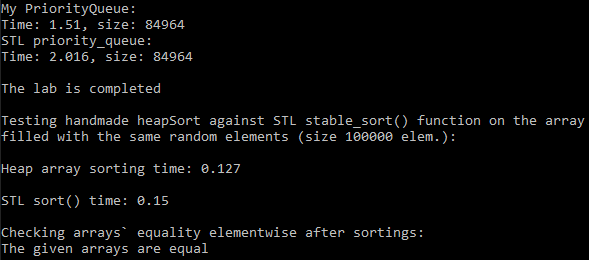 My PriorityQueue:
Time: 1.51, size: 84964
STL priority_queue:
Time: 2.016, size: 84964
The lab is completed
Testing handmade heapSort against STL stable_sort() function on the array
filled with the same random elements (size 100000 elem.):
Heap array sorting time: 0.127
STL sort() time: 0.15
Checking arrays` equality elementwise after sortings:
The given arrays are equal